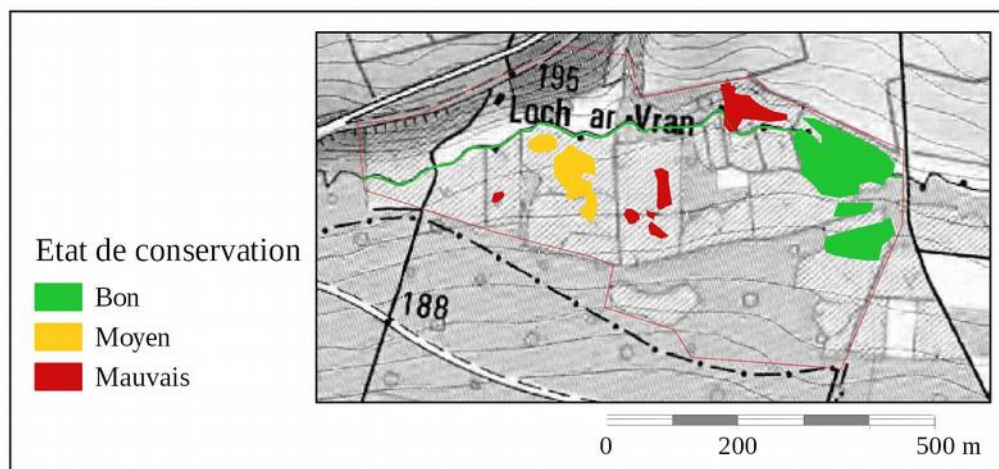 195
Loch ar Vran
Etat de conservation
Bon
188
Moyen
Mauvais
0 200 500 m